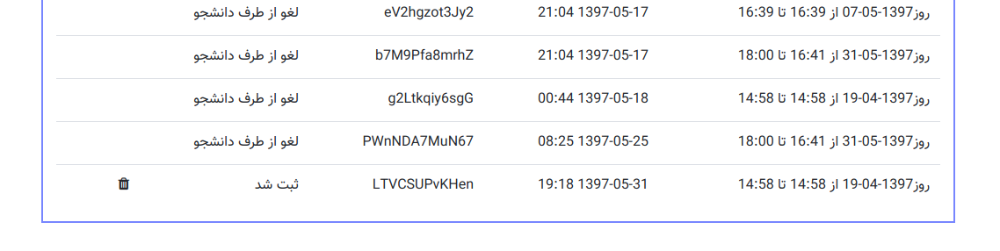 روز1397-05-07 از 16:39 تا 16:39 1397-05-17 21:04 eV2hgzot3Jy2 لغو از طرف دانشجو
روز1397-05-31 از 16:41 تا 18:00 1397-05-17 21:04 b7M9Pfa8mrhZ لغو از طرف دانشجو
روز1397-04-19 از 14:58 تا 14:58 1397-05-18 00:44 g2Ltkqiy6sgG لغو از طرف دانشجو
روز1397-05-31 از 16:41 تا 18:00 1397-05-25 08:25 PWnNDA7MuN67 لغو از طرف دانشجو
روز1397-04-19 از 14:58 تا 14:58 1397-05-31 19:18 LTVCSUPvKHen ثبت شد